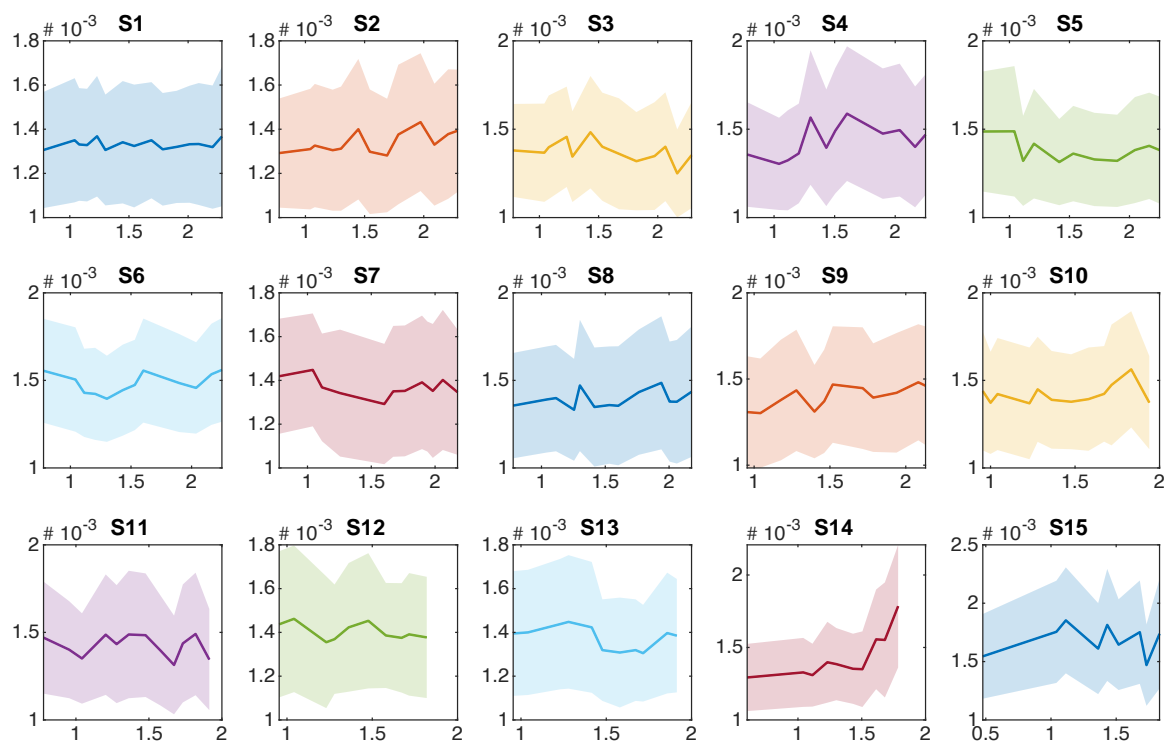 # 10⁻³ S1 # 10⁻³ S2 # 10⁻³ S3 # 10⁻³ S4 # 10⁻³ S5
1.8 1.8 2 2 2
1.6 1.6
1.4 1.4 1.5 1.5 1.5
1.2 1.2
1 1 1 1 1
1 1.5 2 1 1.5 2 1 1.5 2 1 1.5 2 1 1.5 2
# 10⁻³ S6 # 10⁻³ S7 # 10⁻³ S8 # 10⁻³ S9 # 10⁻³ S10
2 1.8 2 2 2
1.6
1.5 1.4 1.5 1.5 1.5
1.2
1 1 1 1 1
1 1.5 2 1 1.5 2 1 1.5 2 1 1.5 2 1 1.5 2
# 10⁻³ S11 # 10⁻³ S12 # 10⁻³ S13 # 10⁻³ S14 # 10⁻³ S15
2 1.8 1.8 2.5
1.6 1.6 2 2
1.5 1.4 1.4 1.5 1.5
1.2 1.2
1 1 1 1 1
1 1.5 2 1 1.5 2 1 1.5 2 1 1.5 2 0.5 1 1.5